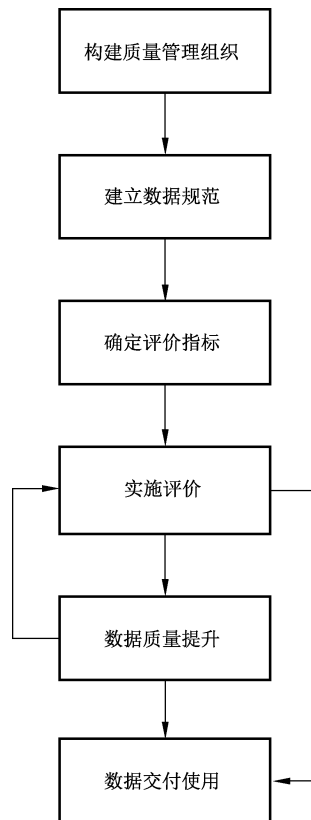 构建质量管理组织
建立数据规范
确定评价指标
实施评价
数据质量提升
数据交付使用